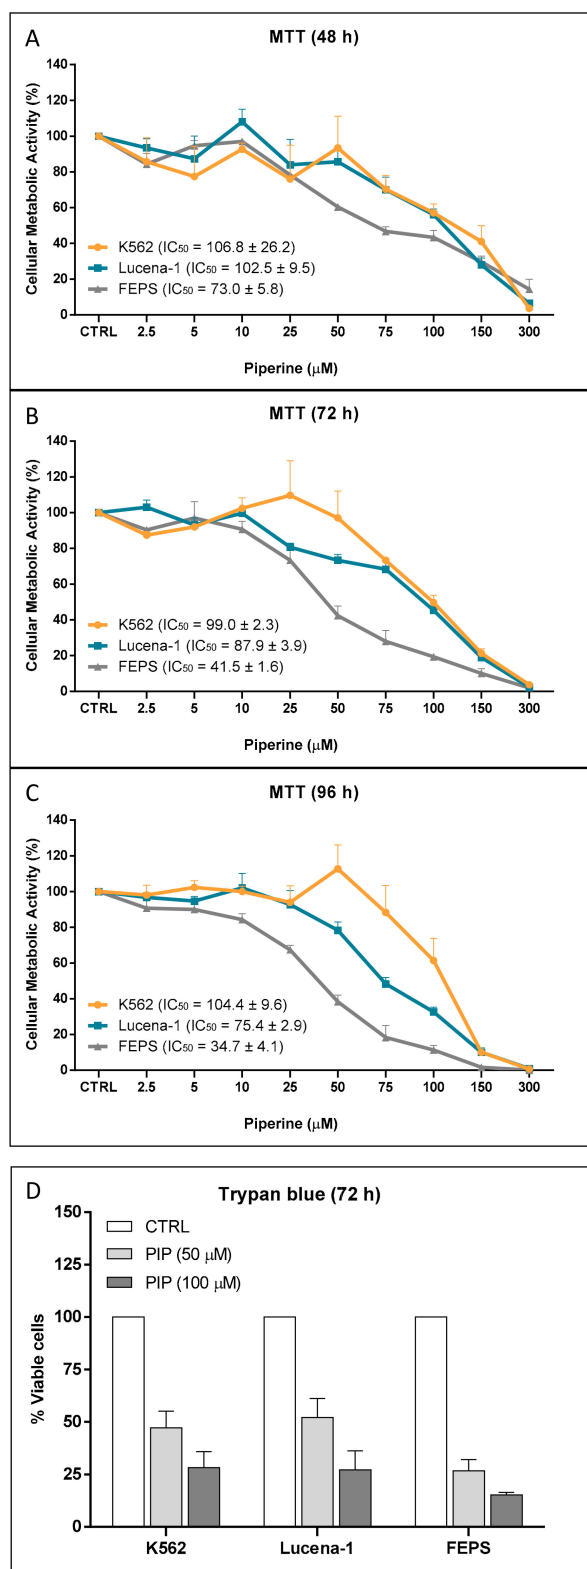 A
MTT (48 h)
Cellular Metabolic Activity (%)
140
120
100
80
60
40
20
0
K562 (IC₅₀ = 106.8 ± 26.2)
Lucena-1 (IC₅₀ = 102.5 ± 9.5)
FEPS (IC₅₀ = 73.0 ± 5.8)
CTRL 2.5 5 10 25 50 75 100 150 300
Piperine (μM)
B
MTT (72 h)
Cellular Metabolic Activity (%)
140
120
100
80
60
40
20
0
K562 (IC₅₀ = 99.0 ± 2.3)
Lucena-1 (IC₅₀ = 87.9 ± 3.9)
FEPS (IC₅₀ = 41.5 ± 1.6)
CTRL 2.5 5 10 25 50 75 100 150 300
Piperine (μM)
C
MTT (96 h)
Cellular Metabolic Activity (%)
140
120
100
80
60
40
20
0
K562 (IC₅₀ = 104.4 ± 9.6)
Lucena-1 (IC₅₀ = 75.4 ± 2.9)
FEPS (IC₅₀ = 34.7 ± 4.1)
CTRL 2.5 5 10 25 50 75 100 150 300
Piperine (μM)
D
Trypan blue (72 h)
% Viable cells
150
125
100
75
50
25
0
CTRL
PIP (50 μM)
PIP (100 μM)
K562 Lucena-1 FEPS